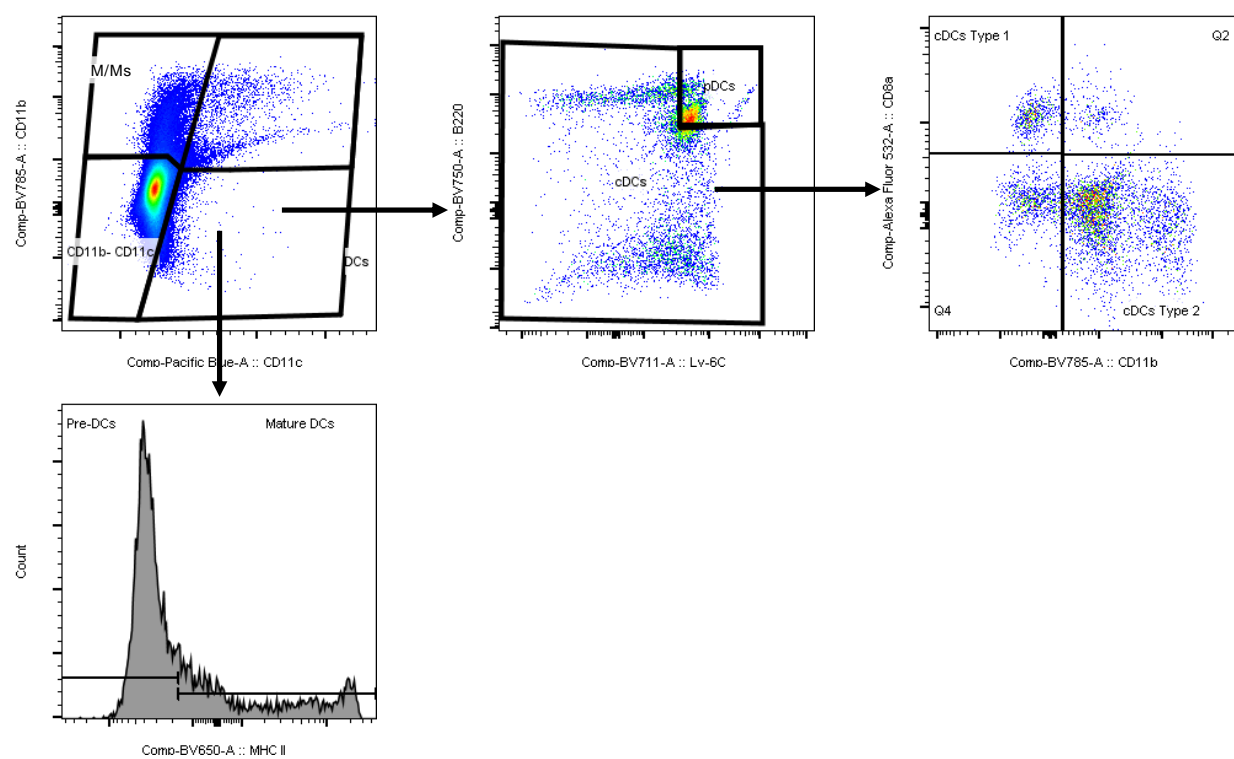 M/Ms
CD11b- CD11c
DCs
Comp-BV785-A :: CD11b
Comp-Pacific Blue-A :: CD11c
pDCs
cDCs
Comp-BV750-A :: B220
Comp-BV711-A :: Ly-6C
cDCs Type 1
Q2
Q4
cDCs Type 2
Comp-Alexa Fluor 532-A :: CD8a
Comp-BV785-A :: CD11b
Pre-DCs
Mature DCs
Count
Comp-BV650-A :: MHC II